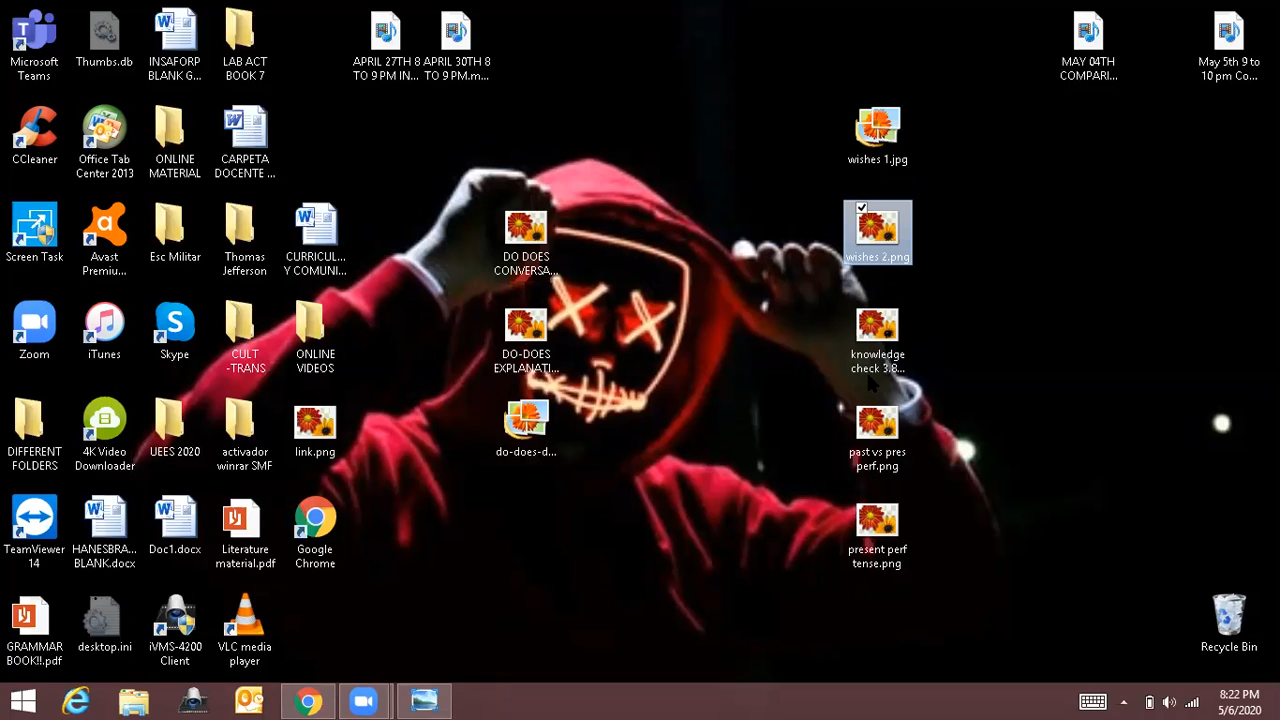 Microsoft
Teams
Thumbs.db
INSAFORP
BLANK G...
LAB ACT
BOOK 7
APRIL 27TH 8
TO 9 PM IN...
APRIL 30TH 8
TO 9 PM.m...
MAY 04TH
COMPARI...
May 5th 9 to
10 pm Co...
CCleaner
Office Tab
Center 2013
ONLINE
MATERIAL
CARPETA
DOCENTE ...
wishes 1.jpg
Screen Task
Avast
Premiu...
Esc Militar
Thomas
Jefferson
CURRICUL...
Y COMUNI...
DO DOES
CONVERSA...
wishes 2.png
Zoom
iTunes
Skype
CULT
-TRANS
ONLINE
VIDEOS
DO-DOES
EXPLANATI...
knowledge
check 3.8...
DIFFERENT
FOLDERS
4K Video
Downloader
UEES 2020
activador
winrar SMF
link.png
do-does-d...
past vs pres
perf.png
TeamViewer
14
HANESBRA...
BLANK.docx
Doc1.docx
Literature
material.pdf
Google
Chrome
present perf
tense.png
GRAMMAR
BOOK!!.pdf
desktop.ini
iVMS-4200
Client
VLC media
player
Recycle Bin
8:22 PM
5/6/2020